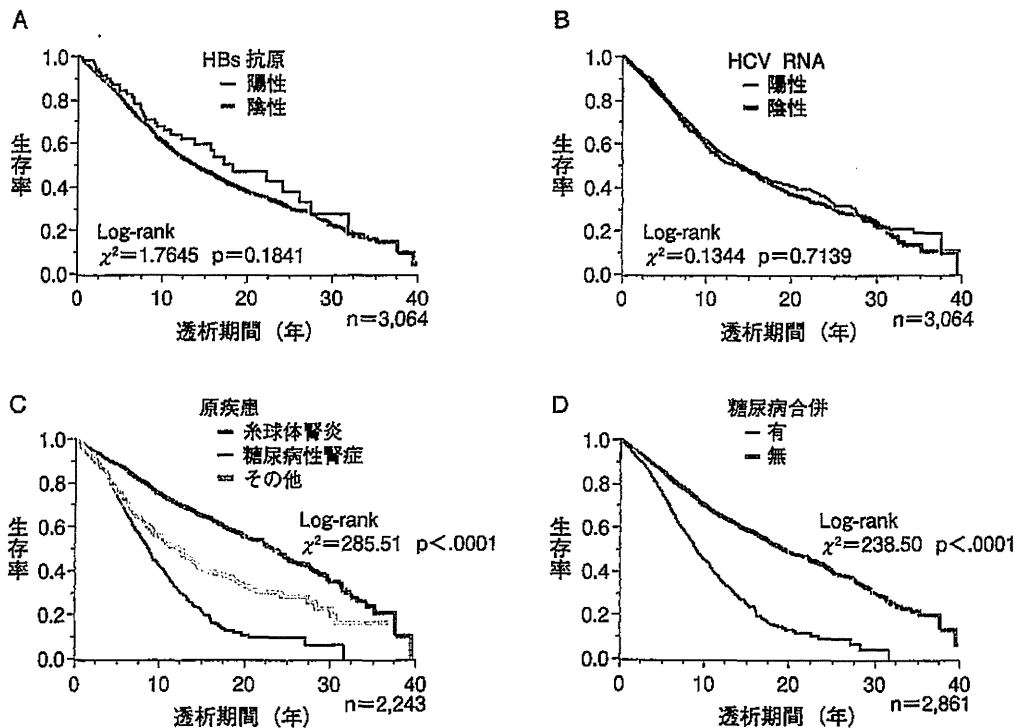 A
HBs 抗原
陽性
陰性
1.0
0.8
0.6
0.4
0.2
0.0
生存率
Log-rank
χ²=1.7645 p=0.1841
0 10 20 30 40
透析期間 (年)
n=3,064
B
HCV RNA
陽性
陰性
1.0
0.8
0.6
0.4
0.2
0.0
生存率
Log-rank
χ²=0.1344 p=0.7139
0 10 20 30 40
透析期間 (年)
n=3,064
C
原疾患
糸球体腎炎
糖尿病性腎症
その他
1.0
0.8
0.6
0.4
0.2
0.0
生存率
Log-rank
χ²=285.51 p<.0001
0 10 20 30 40
透析期間 (年)
n=2,243
D
糖尿病合併
有
無
1.0
0.8
0.6
0.4
0.2
0.0
生存率
Log-rank
χ²=238.50 p<.0001
0 10 20 30 40
透析期間 (年)
n=2,861